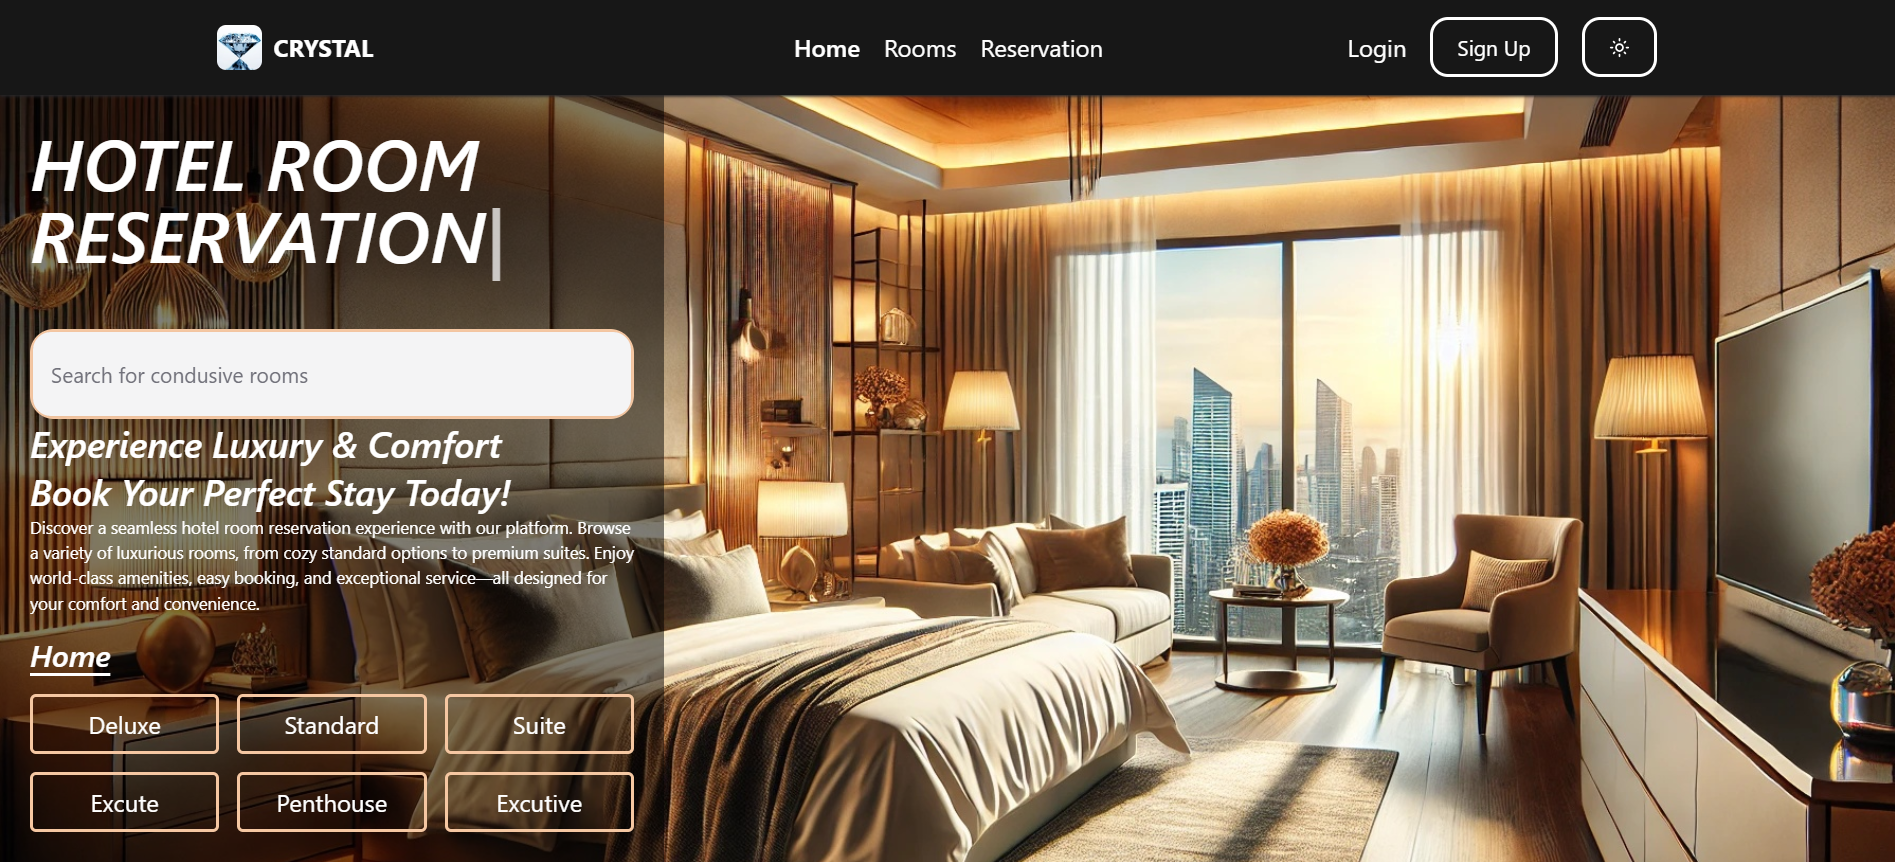 CRYSTAL
Home Rooms Reservation
Login Sign Up
HOTEL ROOM
RESERVATION|
Search for condusive rooms
Experience Luxury & Comfort
Book Your Perfect Stay Today!
Discover a seamless hotel room reservation experience with our platform. Browse
a variety of luxurious rooms, from cozy standard options to premium suites. Enjoy
world-class amenities, easy booking, and exceptional service—all designed for
your comfort and convenience.
Home
Deluxe Standard Suite
Excute Penthouse Excutive